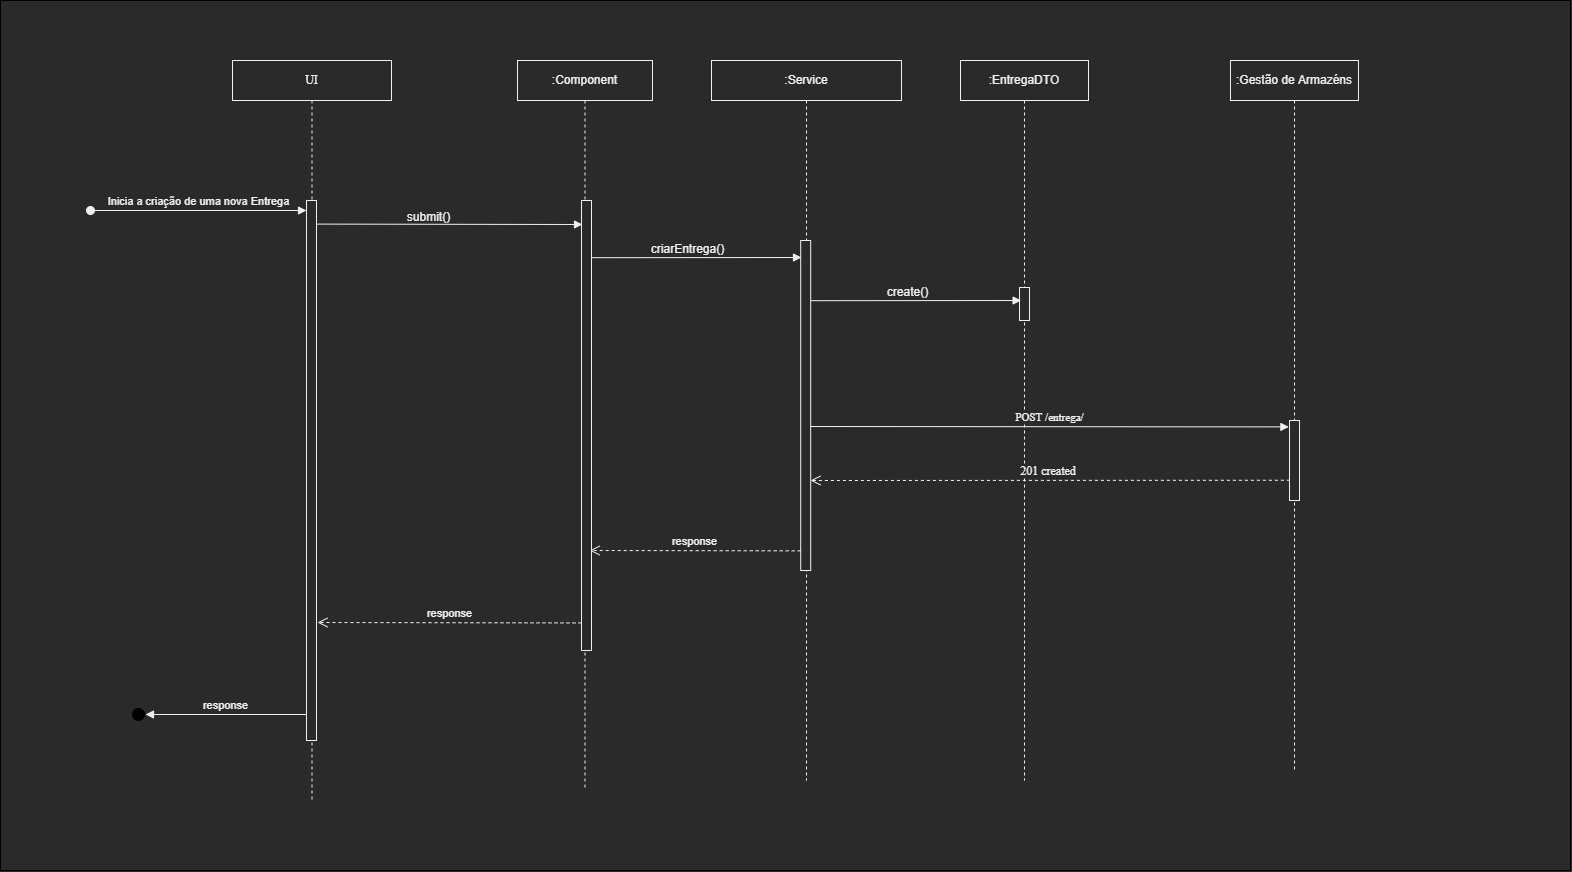 UI
:Component
:Service
:EntregaDTO
:Gestão de Armazéns
Inicia a criação de uma nova Entrega
submit()
criarEntrega()
create()
POST /entrega/
201 created
response
response
response